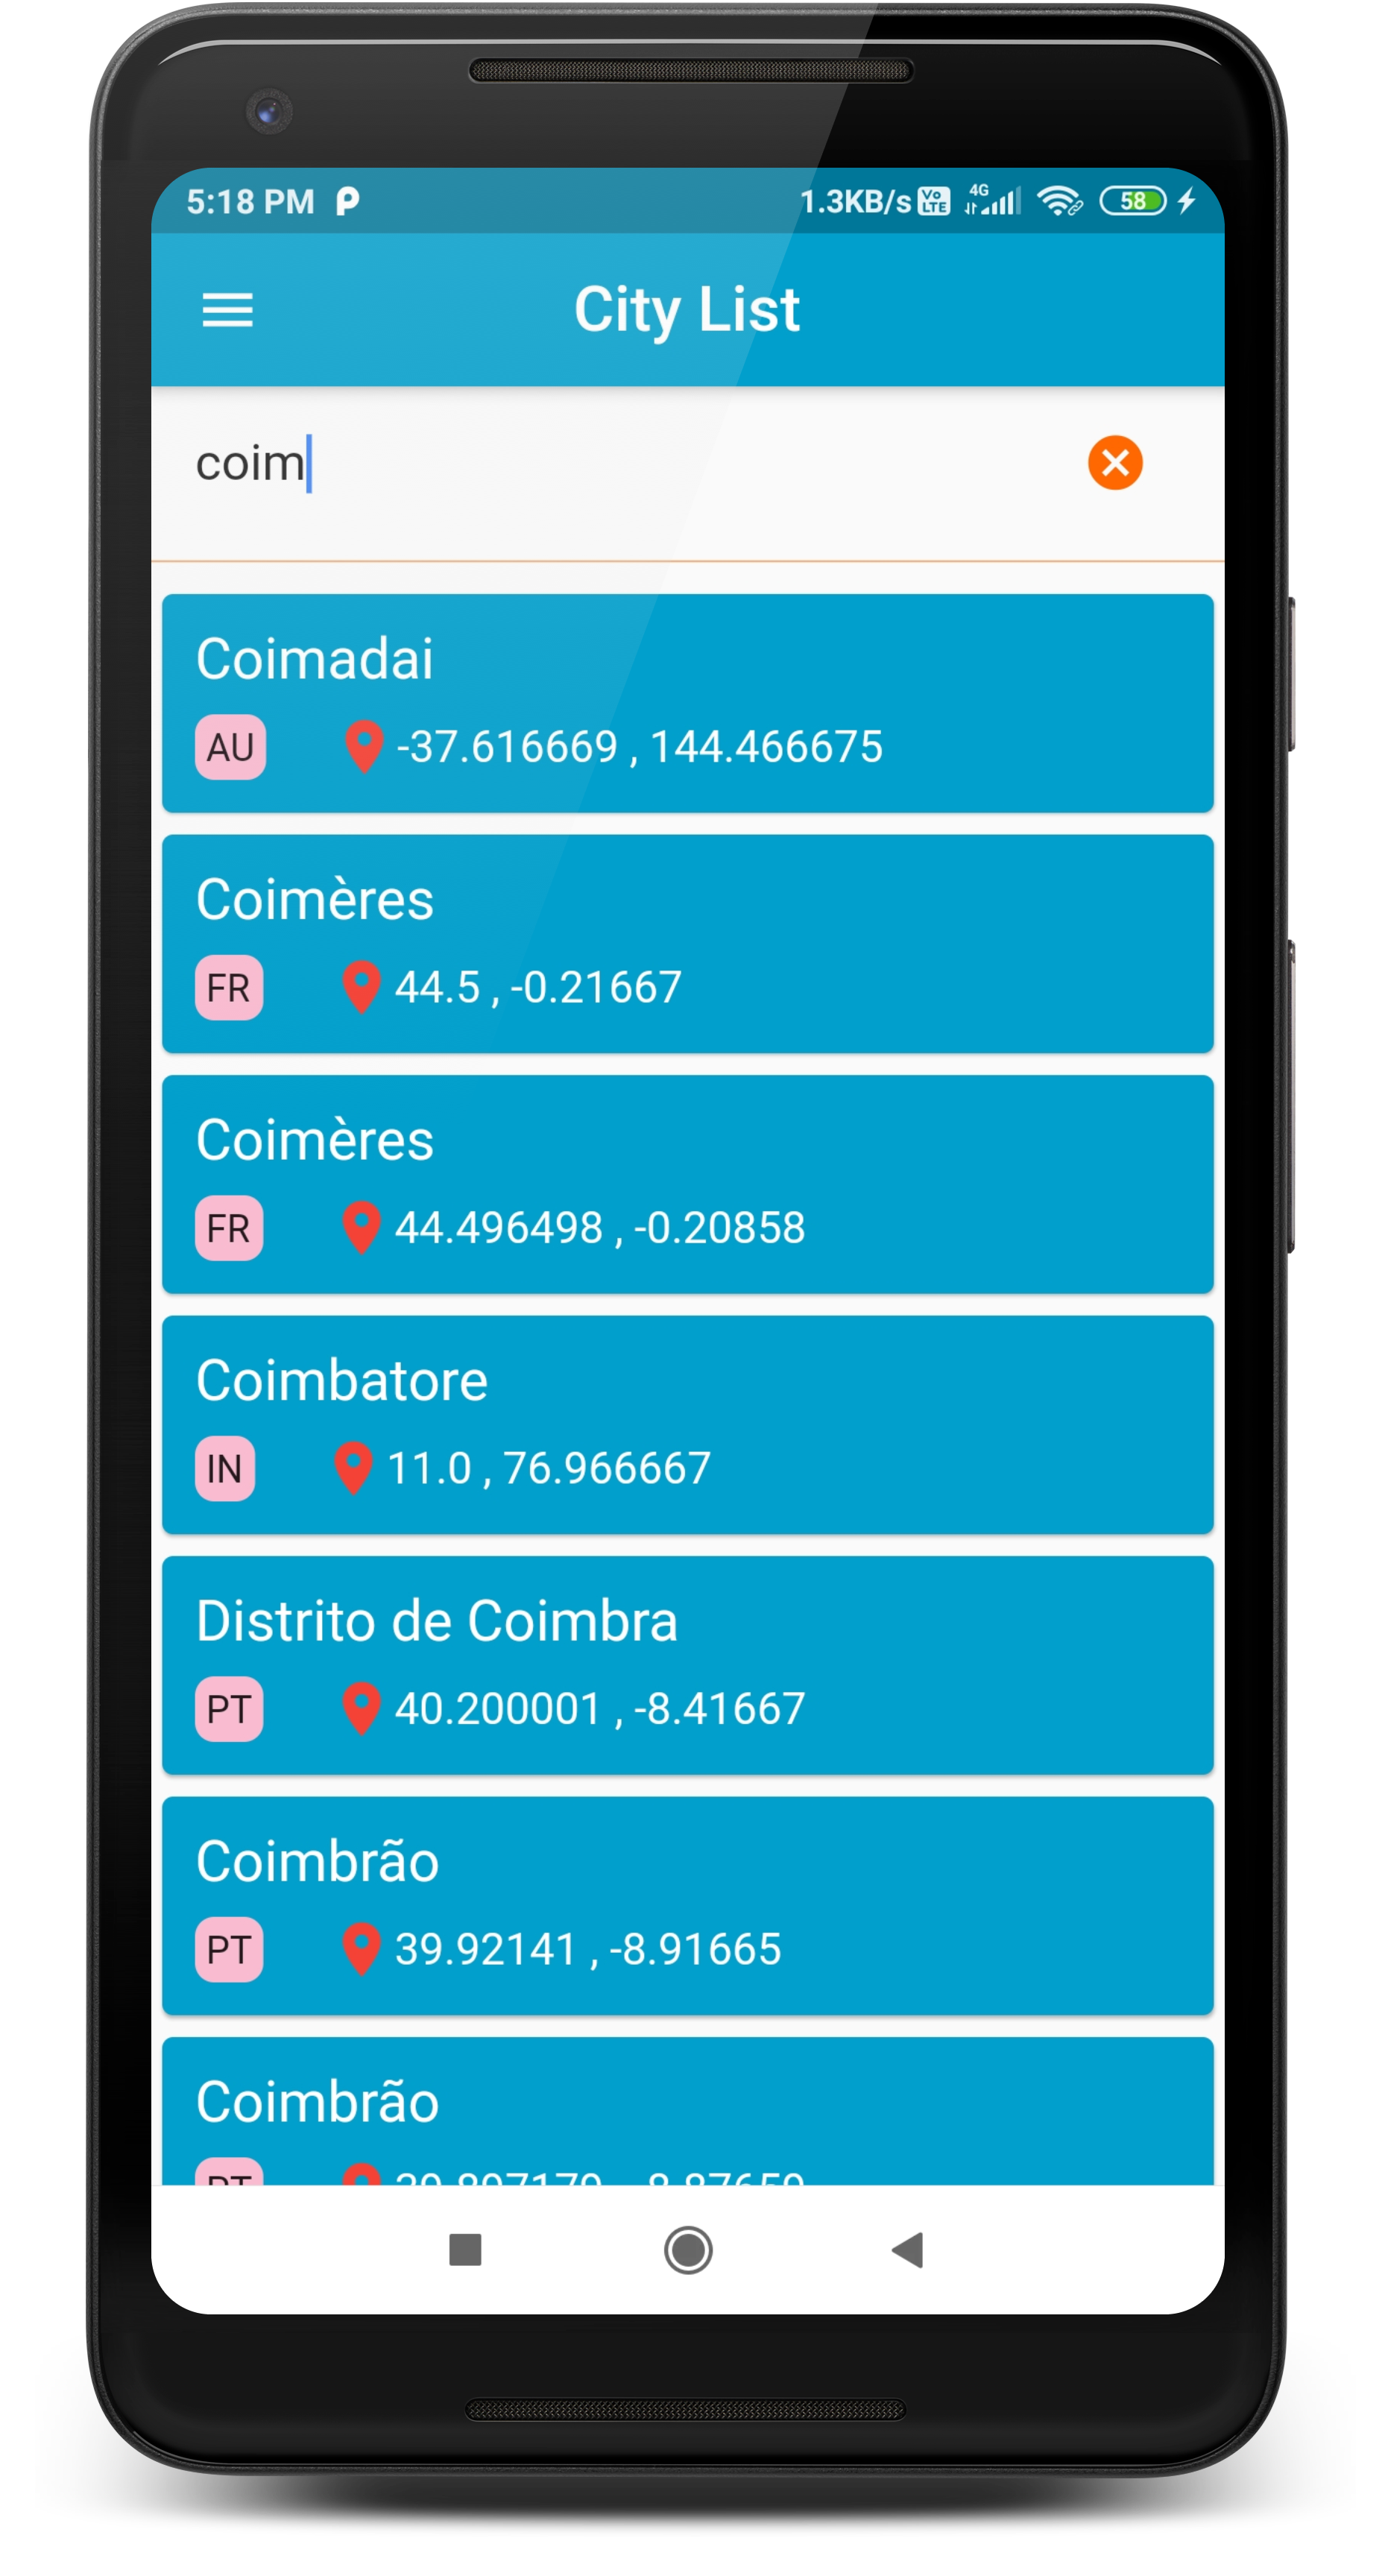 5:18 PM 1.3KB/s Vo LTE 4G 58
City List
coim
Coimadai
AU -37.616669 , 144.466675
Coimères
FR 44.5 , -0.21667
Coimères
FR 44.496498 , -0.20858
Coimbatore
IN 11.0 , 76.966667
Distrito de Coimbra
PT 40.200001 , -8.41667
Coimbrão
PT 39.92141 , -8.91665
Coimbrão